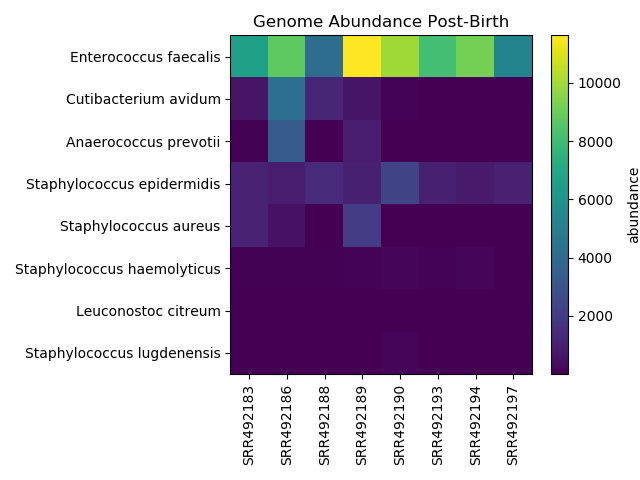 Genome Abundance Post-Birth
Enterococcus faecalis
Cutibacterium avidum
Anaerococcus prevotii
Staphylococcus epidermidis
Staphylococcus aureus
Staphylococcus haemolyticus
Leuconostoc citreum
Staphylococcus lugdenensis
SRR492183
SRR492186
SRR492188
SRR492189
SRR492190
SRR492193
SRR492194
SRR492197
10000
8000
6000
4000
2000
abundance